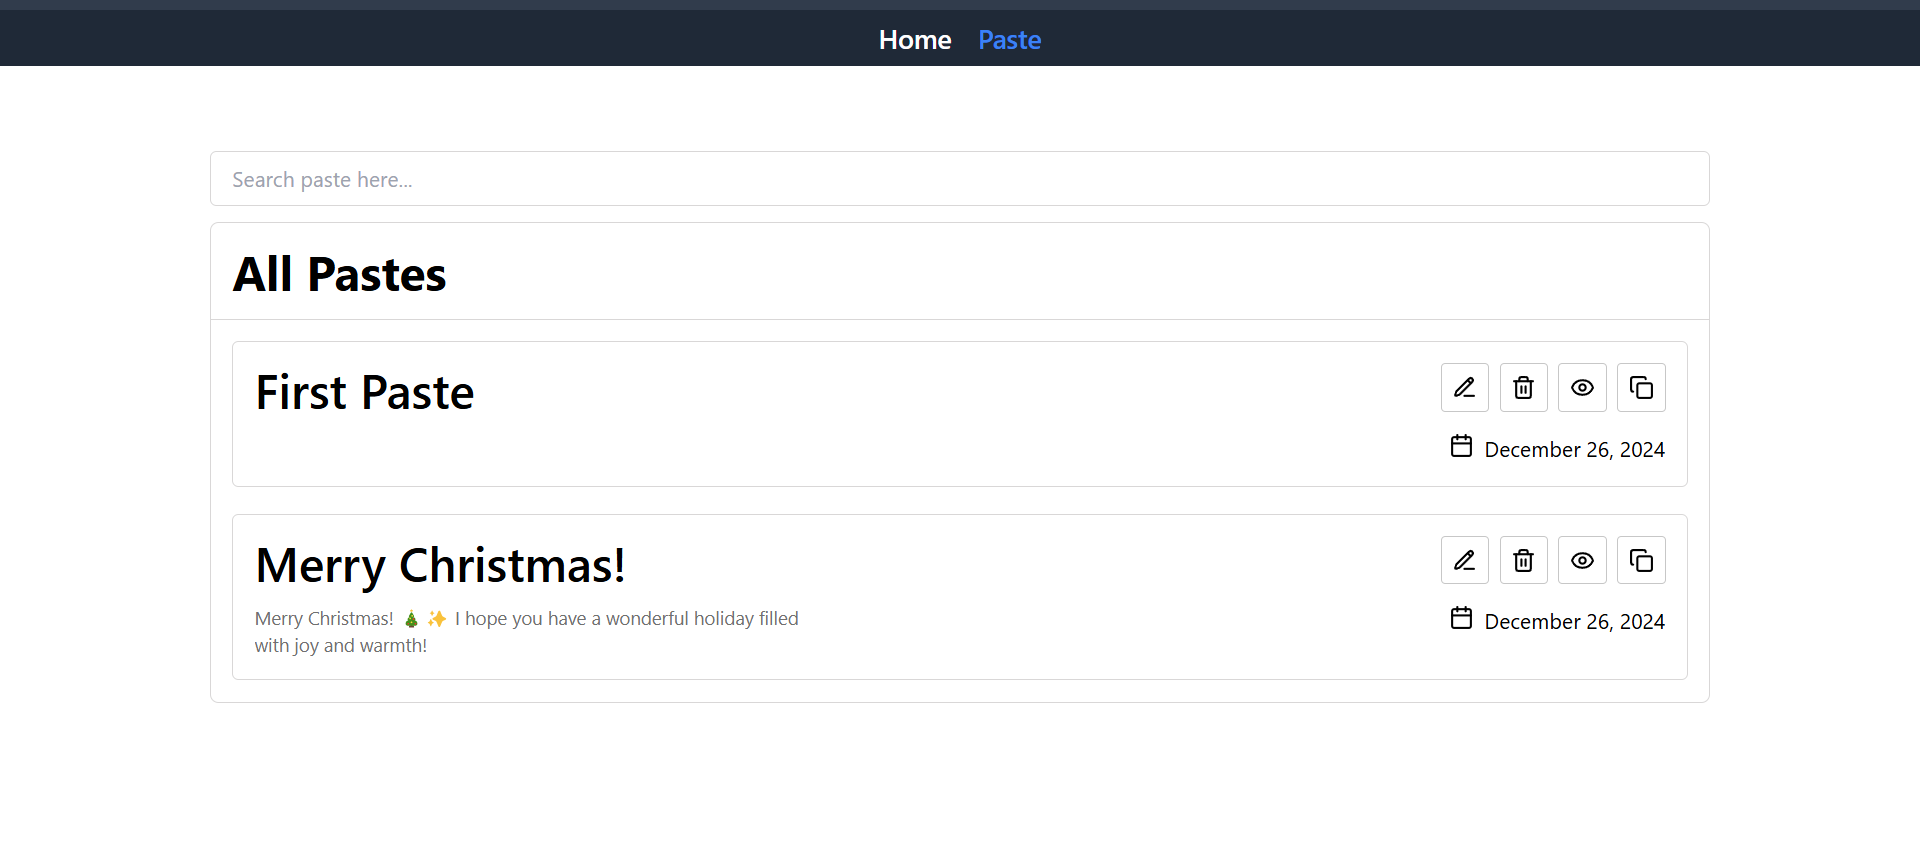 Home Paste
Search paste here...
All Pastes
First Paste
December 26, 2024
Merry Christmas!
Merry Christmas! 🎄✨ I hope you have a wonderful holiday filled
with joy and warmth!
December 26, 2024